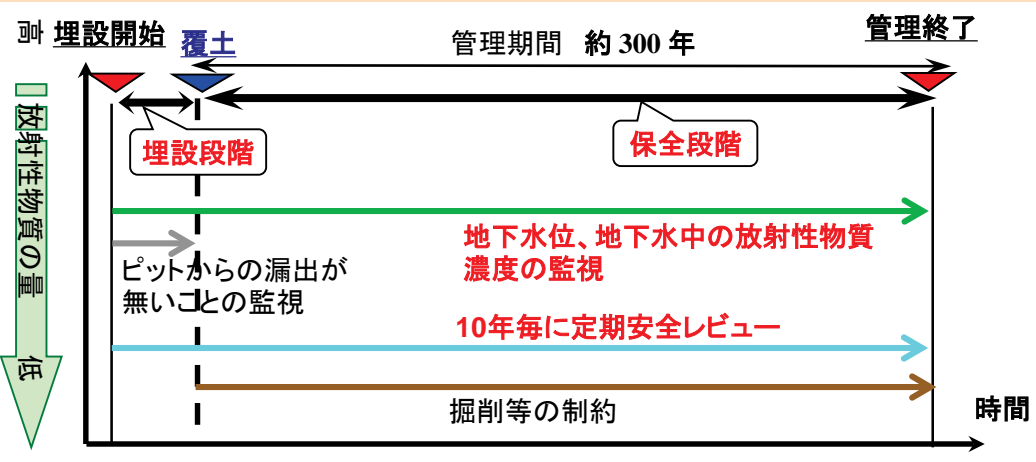 高
埋設開始
覆土
管理期間 約 300 年
管理終了
放射性物質の量
埋設段階
保全段階
地下水位、地下水中の放射性物質
濃度の監視
ピットからの漏出が
無いことの監視
10年毎に定期安全レビュー
低
掘削等の制約
時間